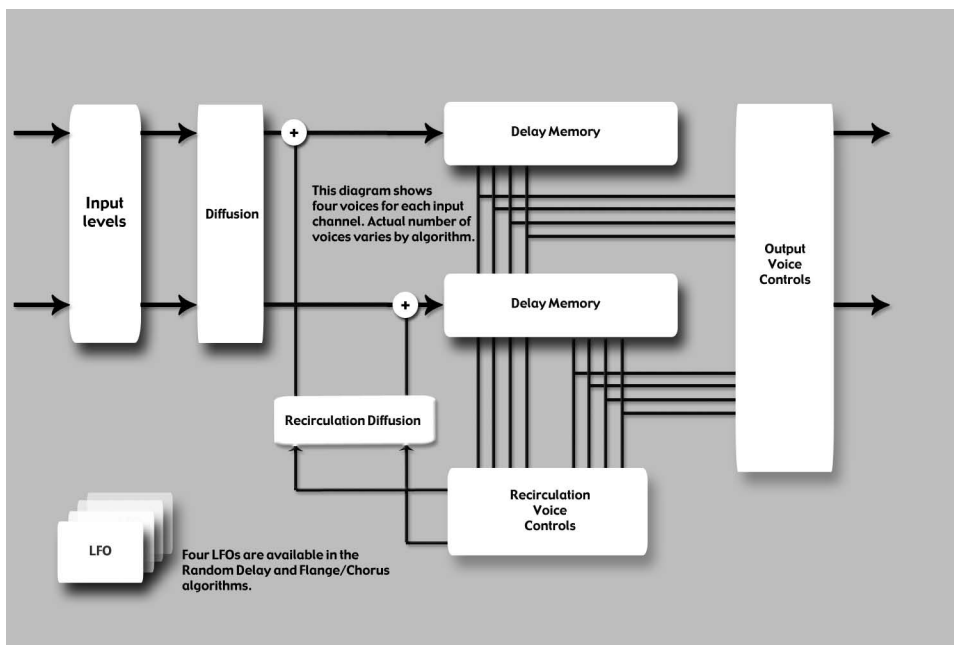 Input
levels
Diffusion
+
Delay Memory
This diagram shows
four voices for each input
channel. Actual number of
voices varies by algorithm.
+
Delay Memory
Output
Voice
Controls
Recirculation Diffusion
Recirculation
Voice
Controls
LFO
Four LFOs are available in the
Random Delay and Flange/Chorus
algorithms.